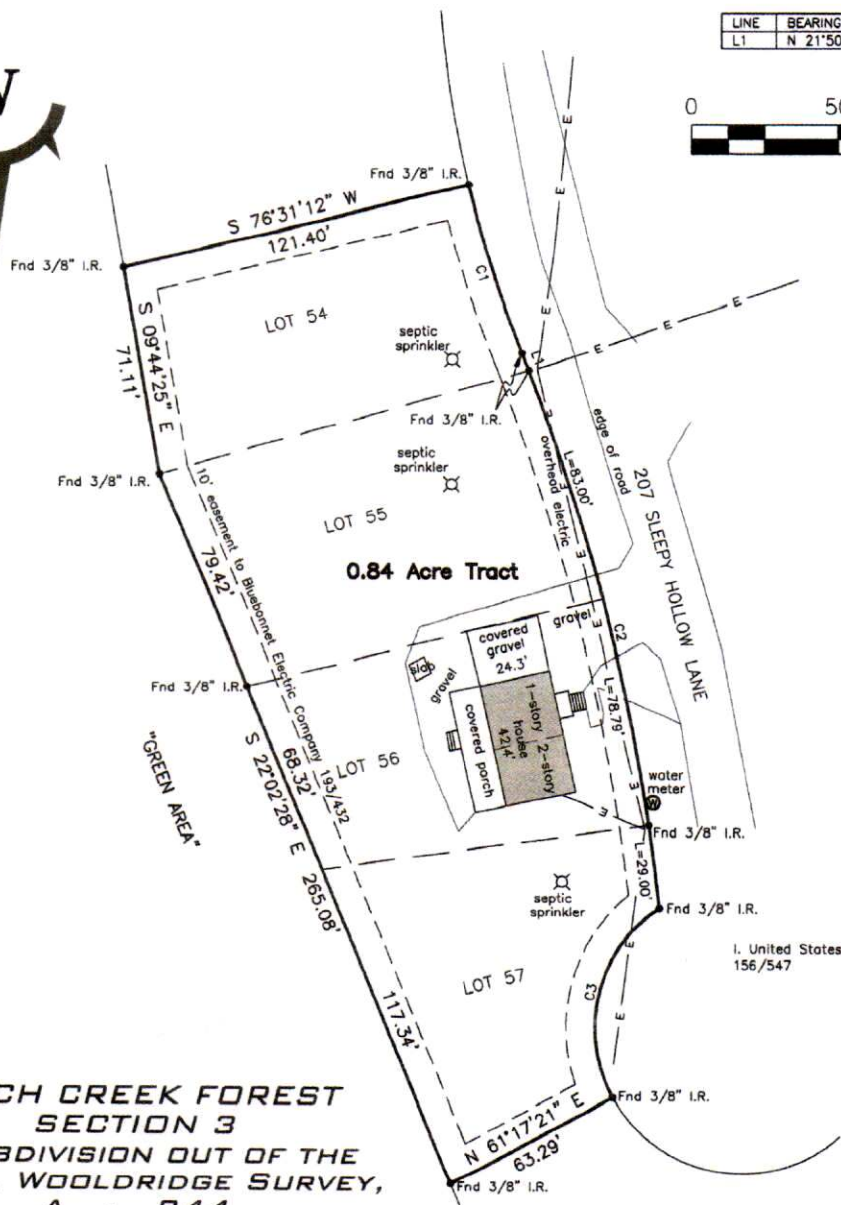 LINE BEARING
L1 N 21°50
0 50
Fnd 3/8" I.R.
S 76°31'12" W
121.40'
Fnd 3/8" I.R.
C1
S 09°44'25" E
71.11'
LOT 54
septic
sprinkler
E
E
E
E
E
E
L1
Fnd 3/8" I.R.
Fnd 3/8" I.R.
septic
sprinkler
edge of road
overhead electric
L=83.00'
E
E
E
LOT 55
207 SLEEPY HOLLOW LANE
10' easement to Bluebonnet Electric Company 193/432
79.42'
0.84 Acre Tract
gravel
E
C2
covered
gravel
24.3'
slab
gravel
Fnd 3/8" I.R.
1-story
house
42.4'
2-story
covered porch
L=78.79'
"GREEN AREA"
68.32'
S 22°02'28" E 265.08'
LOT 56
E
E
water
meter
W
Fnd 3/8" I.R.
L=29.00'
septic
sprinkler
Fnd 3/8" I.R.
E
I. United States
156/547
LOT 57
C3
E
117.34'
CH CREEK FOREST
SECTION 3
BDIVISION OUT OF THE
WOOLDRIDGE SURVEY,
N 61°17'21" E
63.29'
Fnd 3/8" I.R.
Fnd 3/8" I.R.